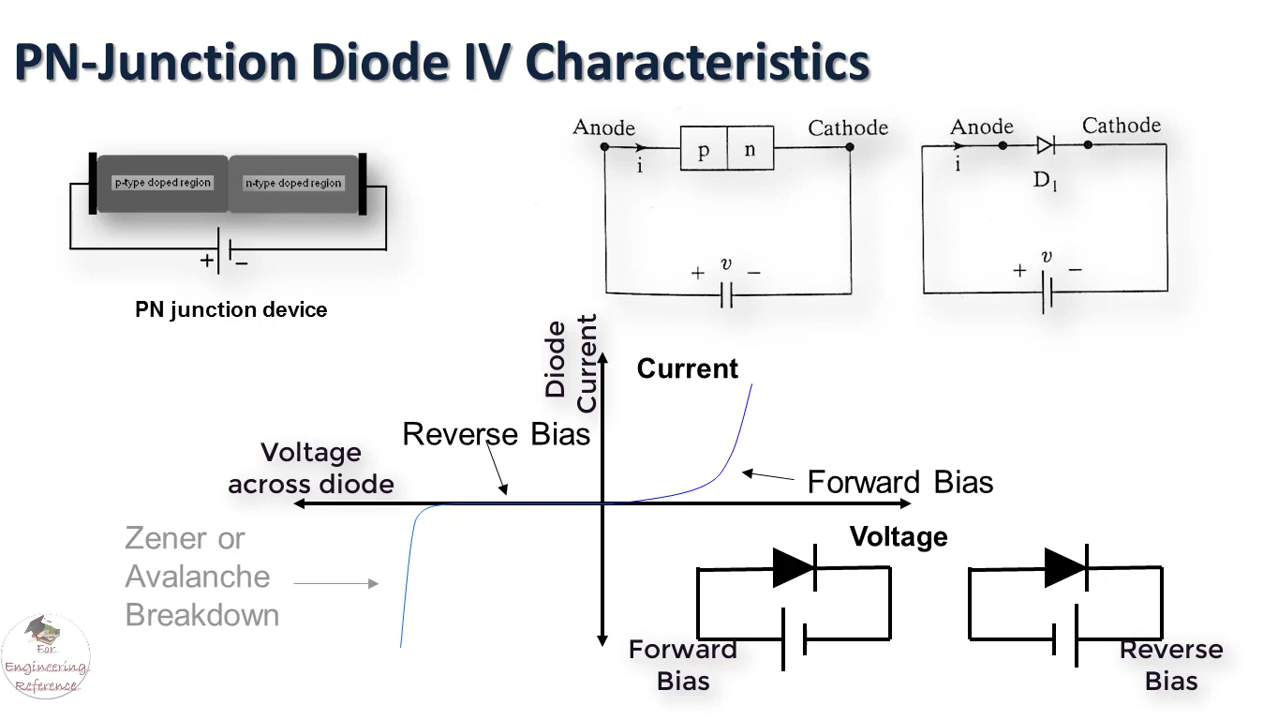 PN-Junction Diode IV Characteristics
p-type doped region
n-type doped region
+ −
PN junction device
Anode
Cathode
i
p
n
+ v −
Anode
Cathode
i
D1
+ v −
Diode
Current
Current
Reverse Bias
Voltage
across diode
Forward Bias
Zener or
Avalanche
Breakdown
Voltage
Forward
Bias
Reverse
Bias
For
Engineering
Reference